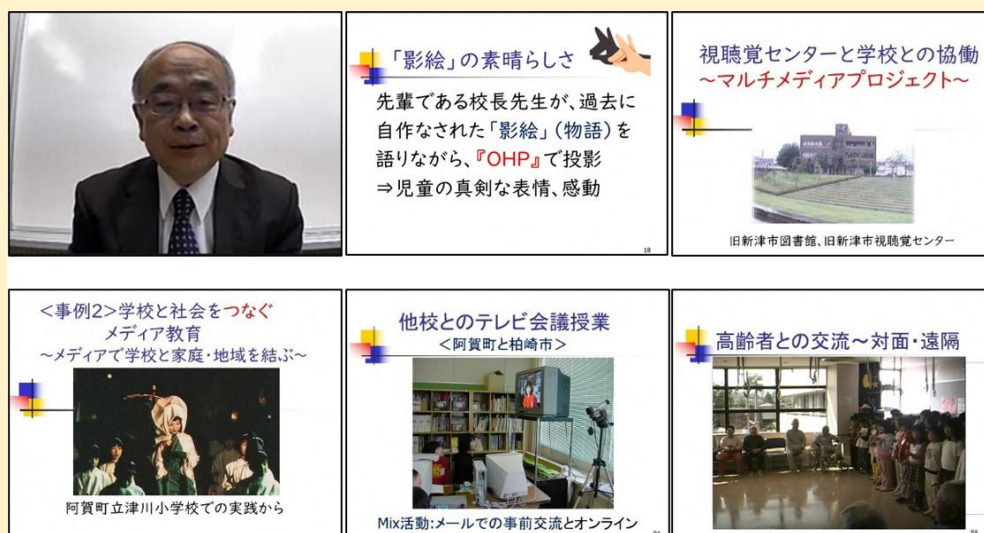 「影絵」の素晴らしさ
先輩である校長先生が、過去に
自作なされた「影絵」(物語)を
語りながら、『OHP』で投影
⇒児童の真剣な表情、感動
18
視聴覚センターと学校との協働
～マルチメディアプロジェクト～
旧新津市図書館、旧新津市視聴覚センター
<事例2>学校と社会をつなぐ
メディア教育
～メディアで学校と家庭・地域を結ぶ～
阿賀町立津川小学校での実践から
他校とのテレビ会議授業
<阿賀町と柏崎市>
Mix活動:メールでの事前交流とオンライン
高齢者との交流～対面・遠隔